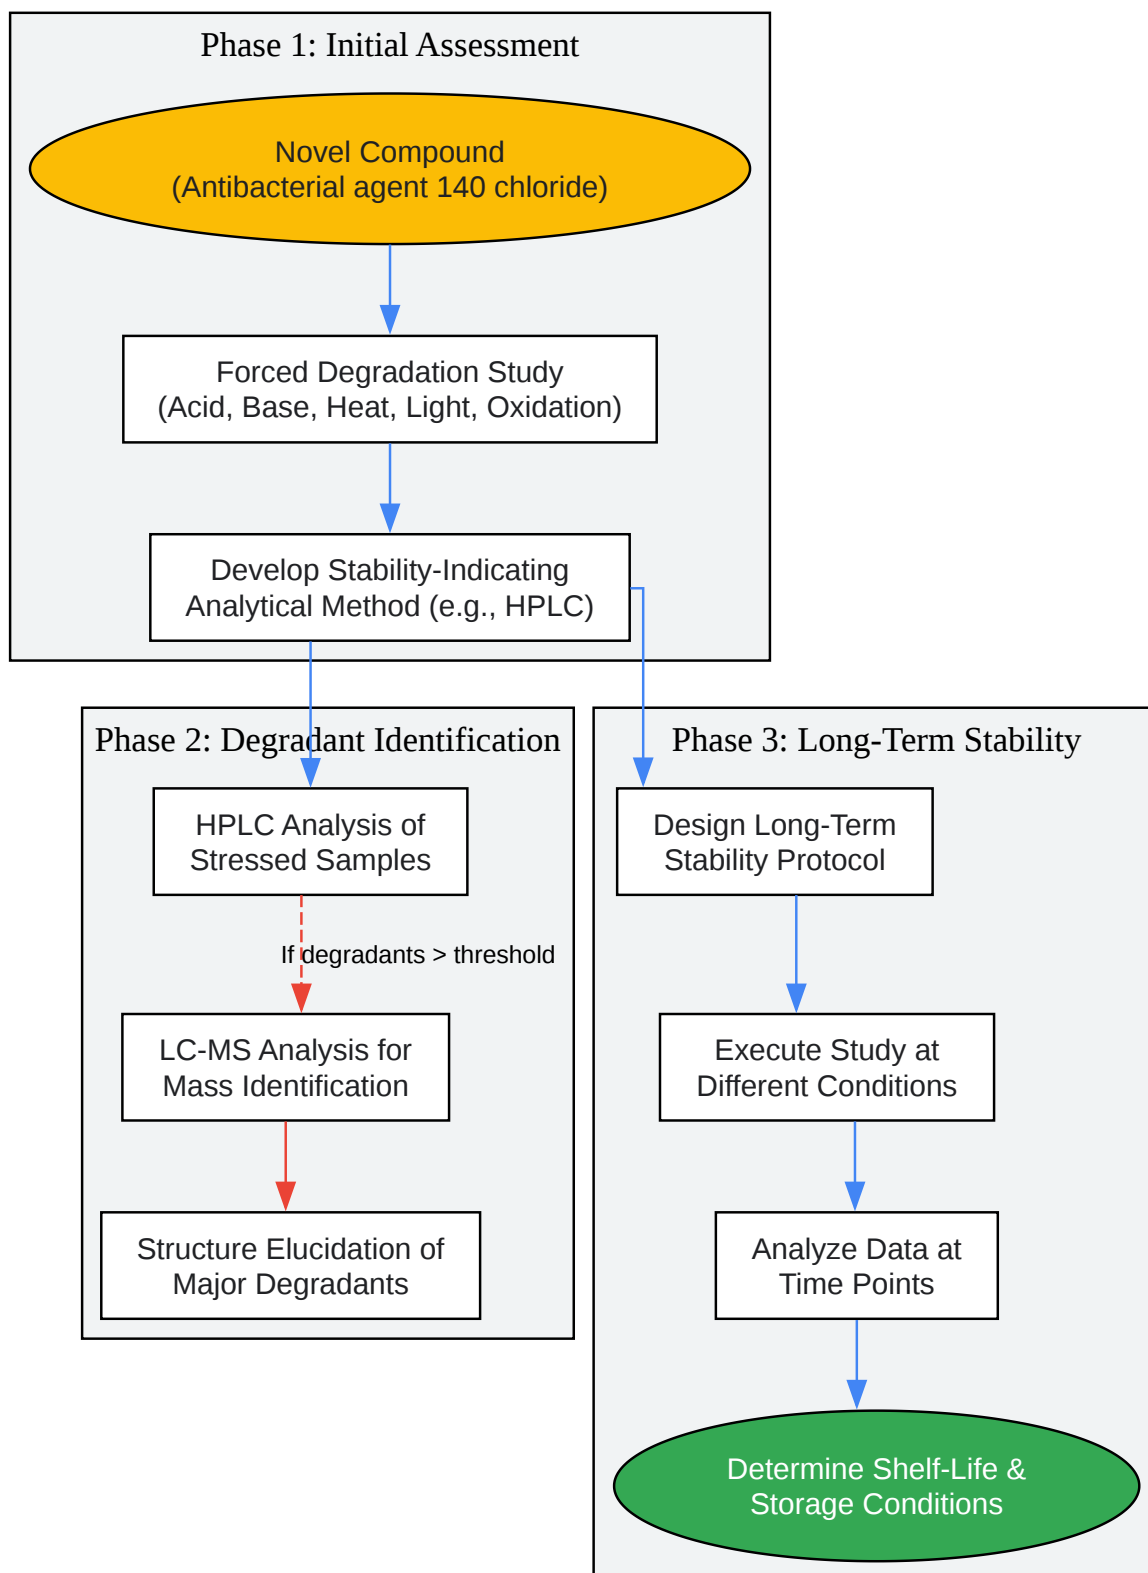 Phase 1: Initial Assessment
Novel Compound
(Antibacterial agent 140 chloride)
Forced Degradation Study
(Acid, Base, Heat, Light, Oxidation)
Develop Stability-Indicating
Analytical Method (e.g., HPLC)
Phase 2: Degradant Identification
HPLC Analysis of
Stressed Samples
If degradants > threshold
LC-MS Analysis for
Mass Identification
Structure Elucidation of
Major Degradants
Phase 3: Long-Term Stability
Design Long-Term
Stability Protocol
Execute Study at
Different Conditions
Analyze Data at
Time Points
Determine Shelf-Life &
Storage Conditions